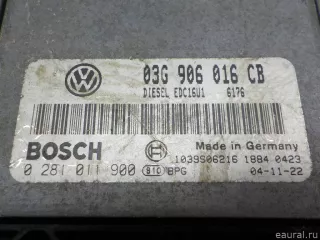 03G 906 016 CB
DIESEL EDC16U1 6176
BOSCH
Made in Germany
1039S06216 1884 0423
0 281 011 900 910 BPG 04-11-22
eaural.ru